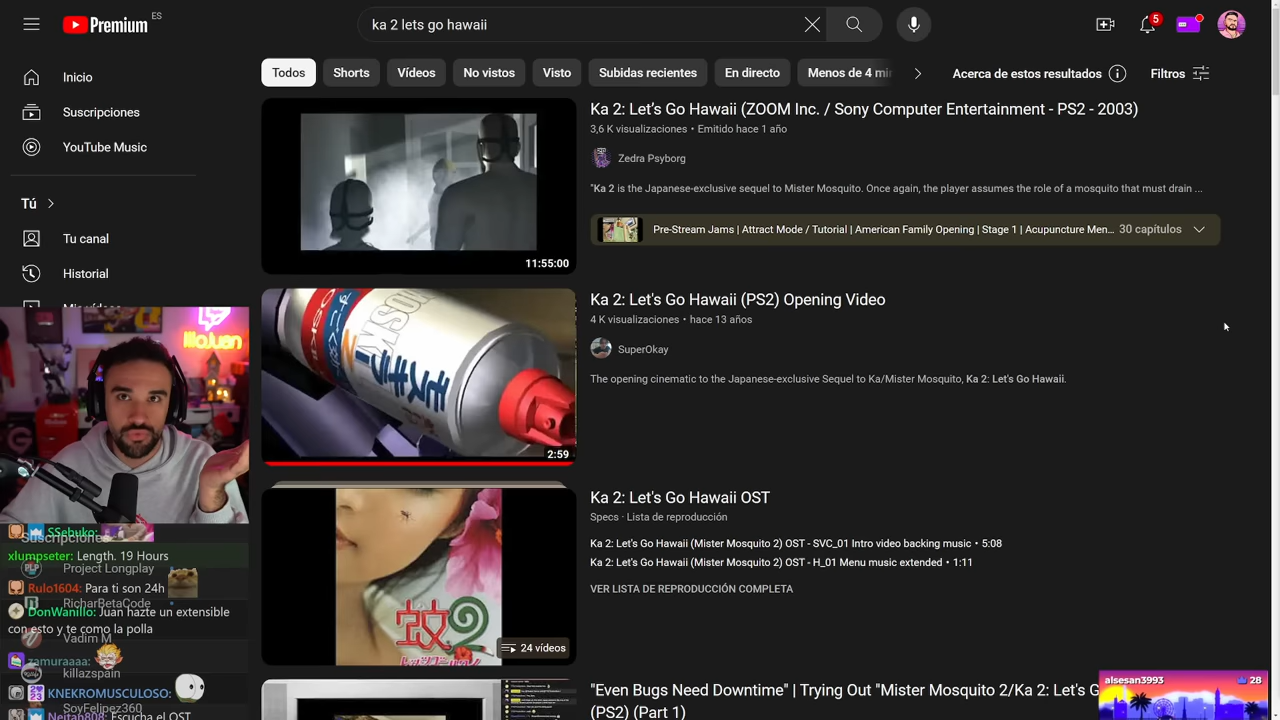 Premium
ES
ka 2 lets go hawaii
5
Inicio
Suscripciones
YouTube Music
Tú
Tu canal
Historial
Todos
Shorts
Vídeos
No vistos
Visto
Subidas recientes
En directo
Menos de 4 min
Acerca de estos resultados
Filtros
11:55:00
Ka 2: Let’s Go Hawaii (ZOOM Inc. / Sony Computer Entertainment - PS2 - 2003)
3,6 K visualizaciones • Emitido hace 1 año
Zedra Psyborg
"Ka 2 is the Japanese-exclusive sequel to Mister Mosquito. Once again, the player assumes the role of a mosquito that must drain ...
Pre-Stream Jams | Attract Mode / Tutorial | American Family Opening | Stage 1 | Acupuncture Men...
30 capítulos
2:59
Ka 2: Let's Go Hawaii (PS2) Opening Video
4 K visualizaciones • hace 13 años
SuperOkay
The opening cinematic to the Japanese-exclusive Sequel to Ka/Mister Mosquito, Ka 2: Let's Go Hawaii.
蚊
24 vídeos
Ka 2: Let's Go Hawaii OST
Specs · Lista de reproducción
Ka 2: Let's Go Hawaii (Mister Mosquito 2) OST - SVC_01 Intro video backing music • 5:08
Ka 2: Let's Go Hawaii (Mister Mosquito 2) OST - H_01 Menu music extended • 1:11
VER LISTA DE REPRODUCCIÓN COMPLETA
"Even Bugs Need Downtime" Trying Out "Mister Mosquito 2/Ka 2: Let's G
(PS2) (Part 1)
IlloJuan
SSebuko:
Suscripciones
xlumpseter: Length. 19 Hours
Project Longplay
Rulo1604: Para ti son 24h
RicharBetaCode
DonWanillo: Juan hazte un extensible
con esto y te como la polla
Vadim M
zamuraaaa:
killazspain
KNEKROMUSCULOSO:
el OST
alsesan3993
28